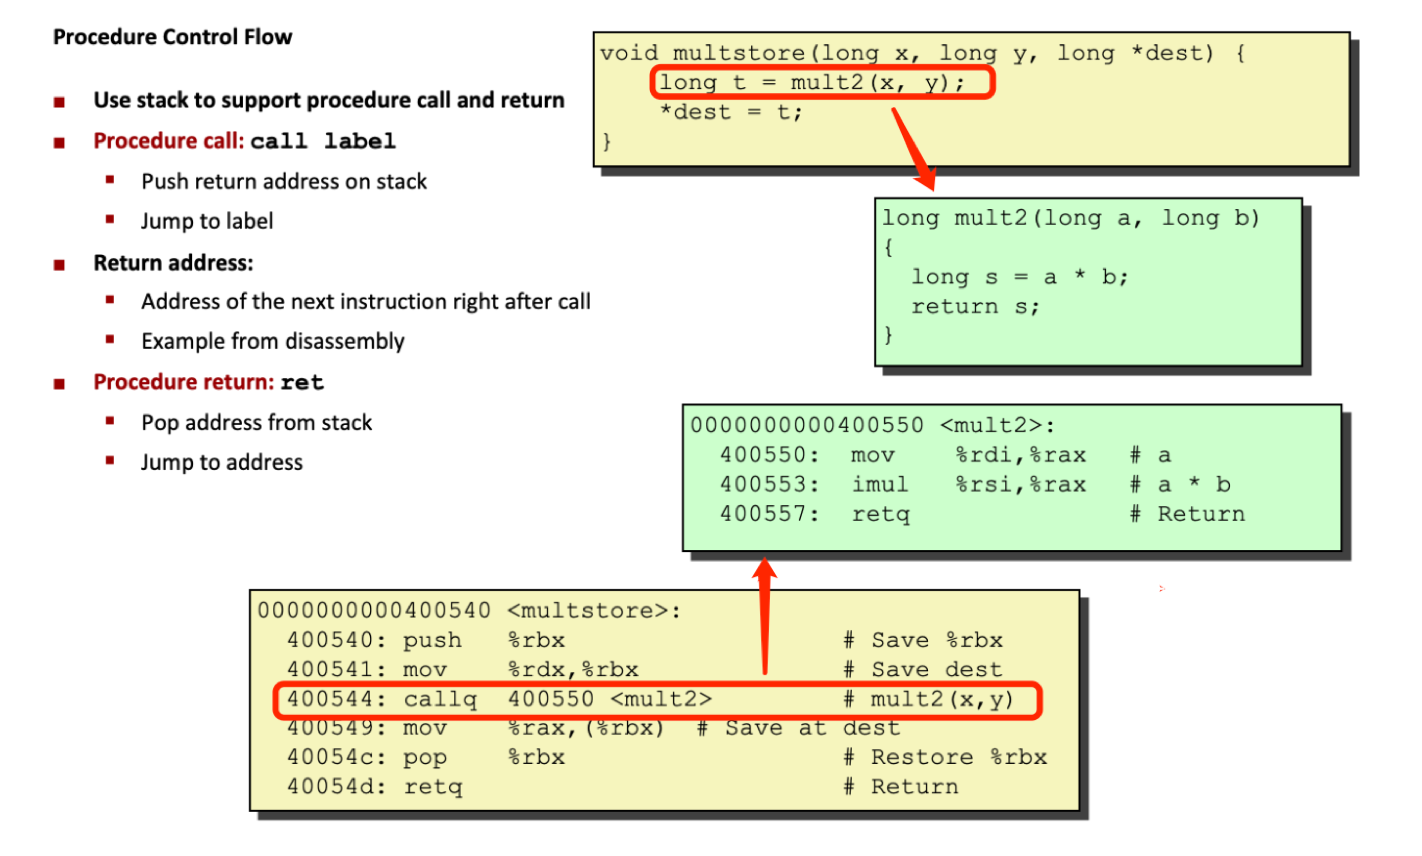 Procedure Control Flow
Use stack to support procedure call and return
Procedure call: call label
Push return address on stack
Jump to label
Return address:
Address of the next instruction right after call
Example from disassembly
Procedure return: ret
Pop address from stack
Jump to address
void multstore(long x, long y, long *dest) {
long t = mult2(x, y);
*dest = t;
}
long mult2(long a, long b)
{
long s = a * b;
return s;
}
0000000000400550 <mult2>:
400550: mov %rdi,%rax # a
400553: imul %rsi,%rax # a * b
400557: retq # Return
0000000000400540 <multstore>:
400540: push %rbx # Save %rbx
400541: mov %rdx,%rbx # Save dest
400544: callq 400550 <mult2> # mult2(x,y)
400549: mov %rax,(%rbx) # Save at dest
40054c: pop %rbx # Restore %rbx
40054d: retq # Return